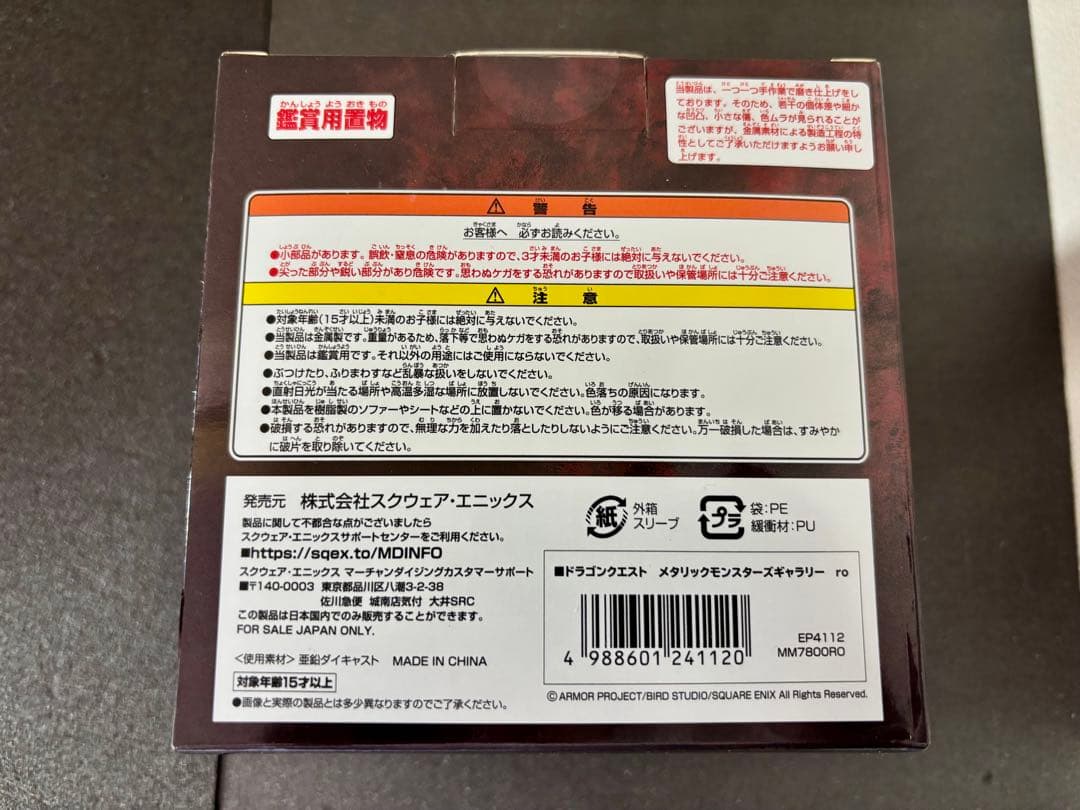 鑑賞用置物
当製品は、一つ一つ手作業で磨き仕上げをし
ております。そのため、若干の個体差や細か
な凹凸、小さな傷、色ムラが見られることが
ございますが、金属素材による製造工程の特
性としてご了承いただけますようお願い申し
上げます。
⚠警告
お客様へ 必ずお読みください。
●小部品があります。誤飲・窒息の危険がありますので、3才未満のお子様には絶対に与えないでください。
●尖った部分や鋭い部分があり危険です。思わぬケガをする恐れがありますので取扱いや保管場所には十分ご注意ください。
⚠注意
●対象年齢(15才以上)未満のお子様には絶対に与えないでください。
●当製品は金属製です。重量があるため、落下等で思わぬケガをする恐れがありますので、取扱いや保管場所には十分ご注意ください。
●当製品は鑑賞用です。それ以外の用途にはご使用にならないでください。
●ぶつけたり、ふりまわすなど乱暴な扱いをしないでください。
●直射日光が当たる場所や高温多湿な場所に放置しないでください。色落ちの原因になります。
●本製品を樹脂製のソファーやシートなどの上に置かないでください。色が移る場合があります。
●破損する恐れがありますので、無理な力を加えたり落としたりしないようにご注意ください。万一破損した場合は、すみやか
に破片を取り除いてください。
発売元 株式会社スクウェア・エニックス
製品に関して不都合な点がございましたら
スクウェア・エニックスサポートセンターをご利用ください。
■https://sqex.to/MDINFO
スクウェア・エニックス マーチャンダイジングカスタマーサポート
■〒140-0003 東京都品川区八潮3-2-38
佐川急便 城南店気付 大井SRC
この製品は日本国内でのみ販売することができます。
FOR SALE JAPAN ONLY.
<使用素材> 亜鉛ダイキャスト MADE IN CHINA
対象年齢15才以上
●画像と実際の製品とは多少異なりますのでご了承ください。
紙 外箱
スリーブ
プラ 袋:PE
緩衝材:PU
■ドラゴンクエスト メタリックモンスターズギャラリー ro
4 988601 241120
EP4112
MM7800RO
© ARMOR PROJECT/BIRD STUDIO/SQUARE ENIX All Rights Reserved.